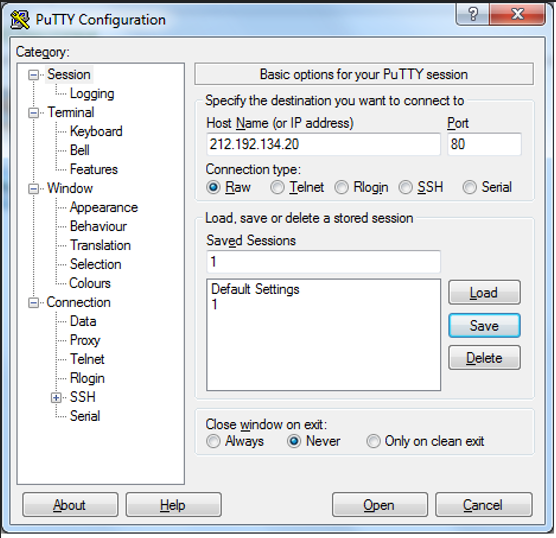 PuTTY Configuration
?
X
Category:
Session
Logging
Terminal
Keyboard
Bell
Features
Window
Appearance
Behaviour
Translation
Selection
Colours
Connection
Data
Proxy
Telnet
Rlogin
SSH
Serial
Basic options for your PuTTY session
Specify the destination you want to connect to
Host Name (or IP address) Port
212.192.134.20 80
Connection type:
Raw Telnet Rlogin SSH Serial
Load, save or delete a stored session
Saved Sessions
1
Default Settings
1
Load
Save
Delete
Close window on exit:
Always Never Only on clean exit
About Help Open Cancel